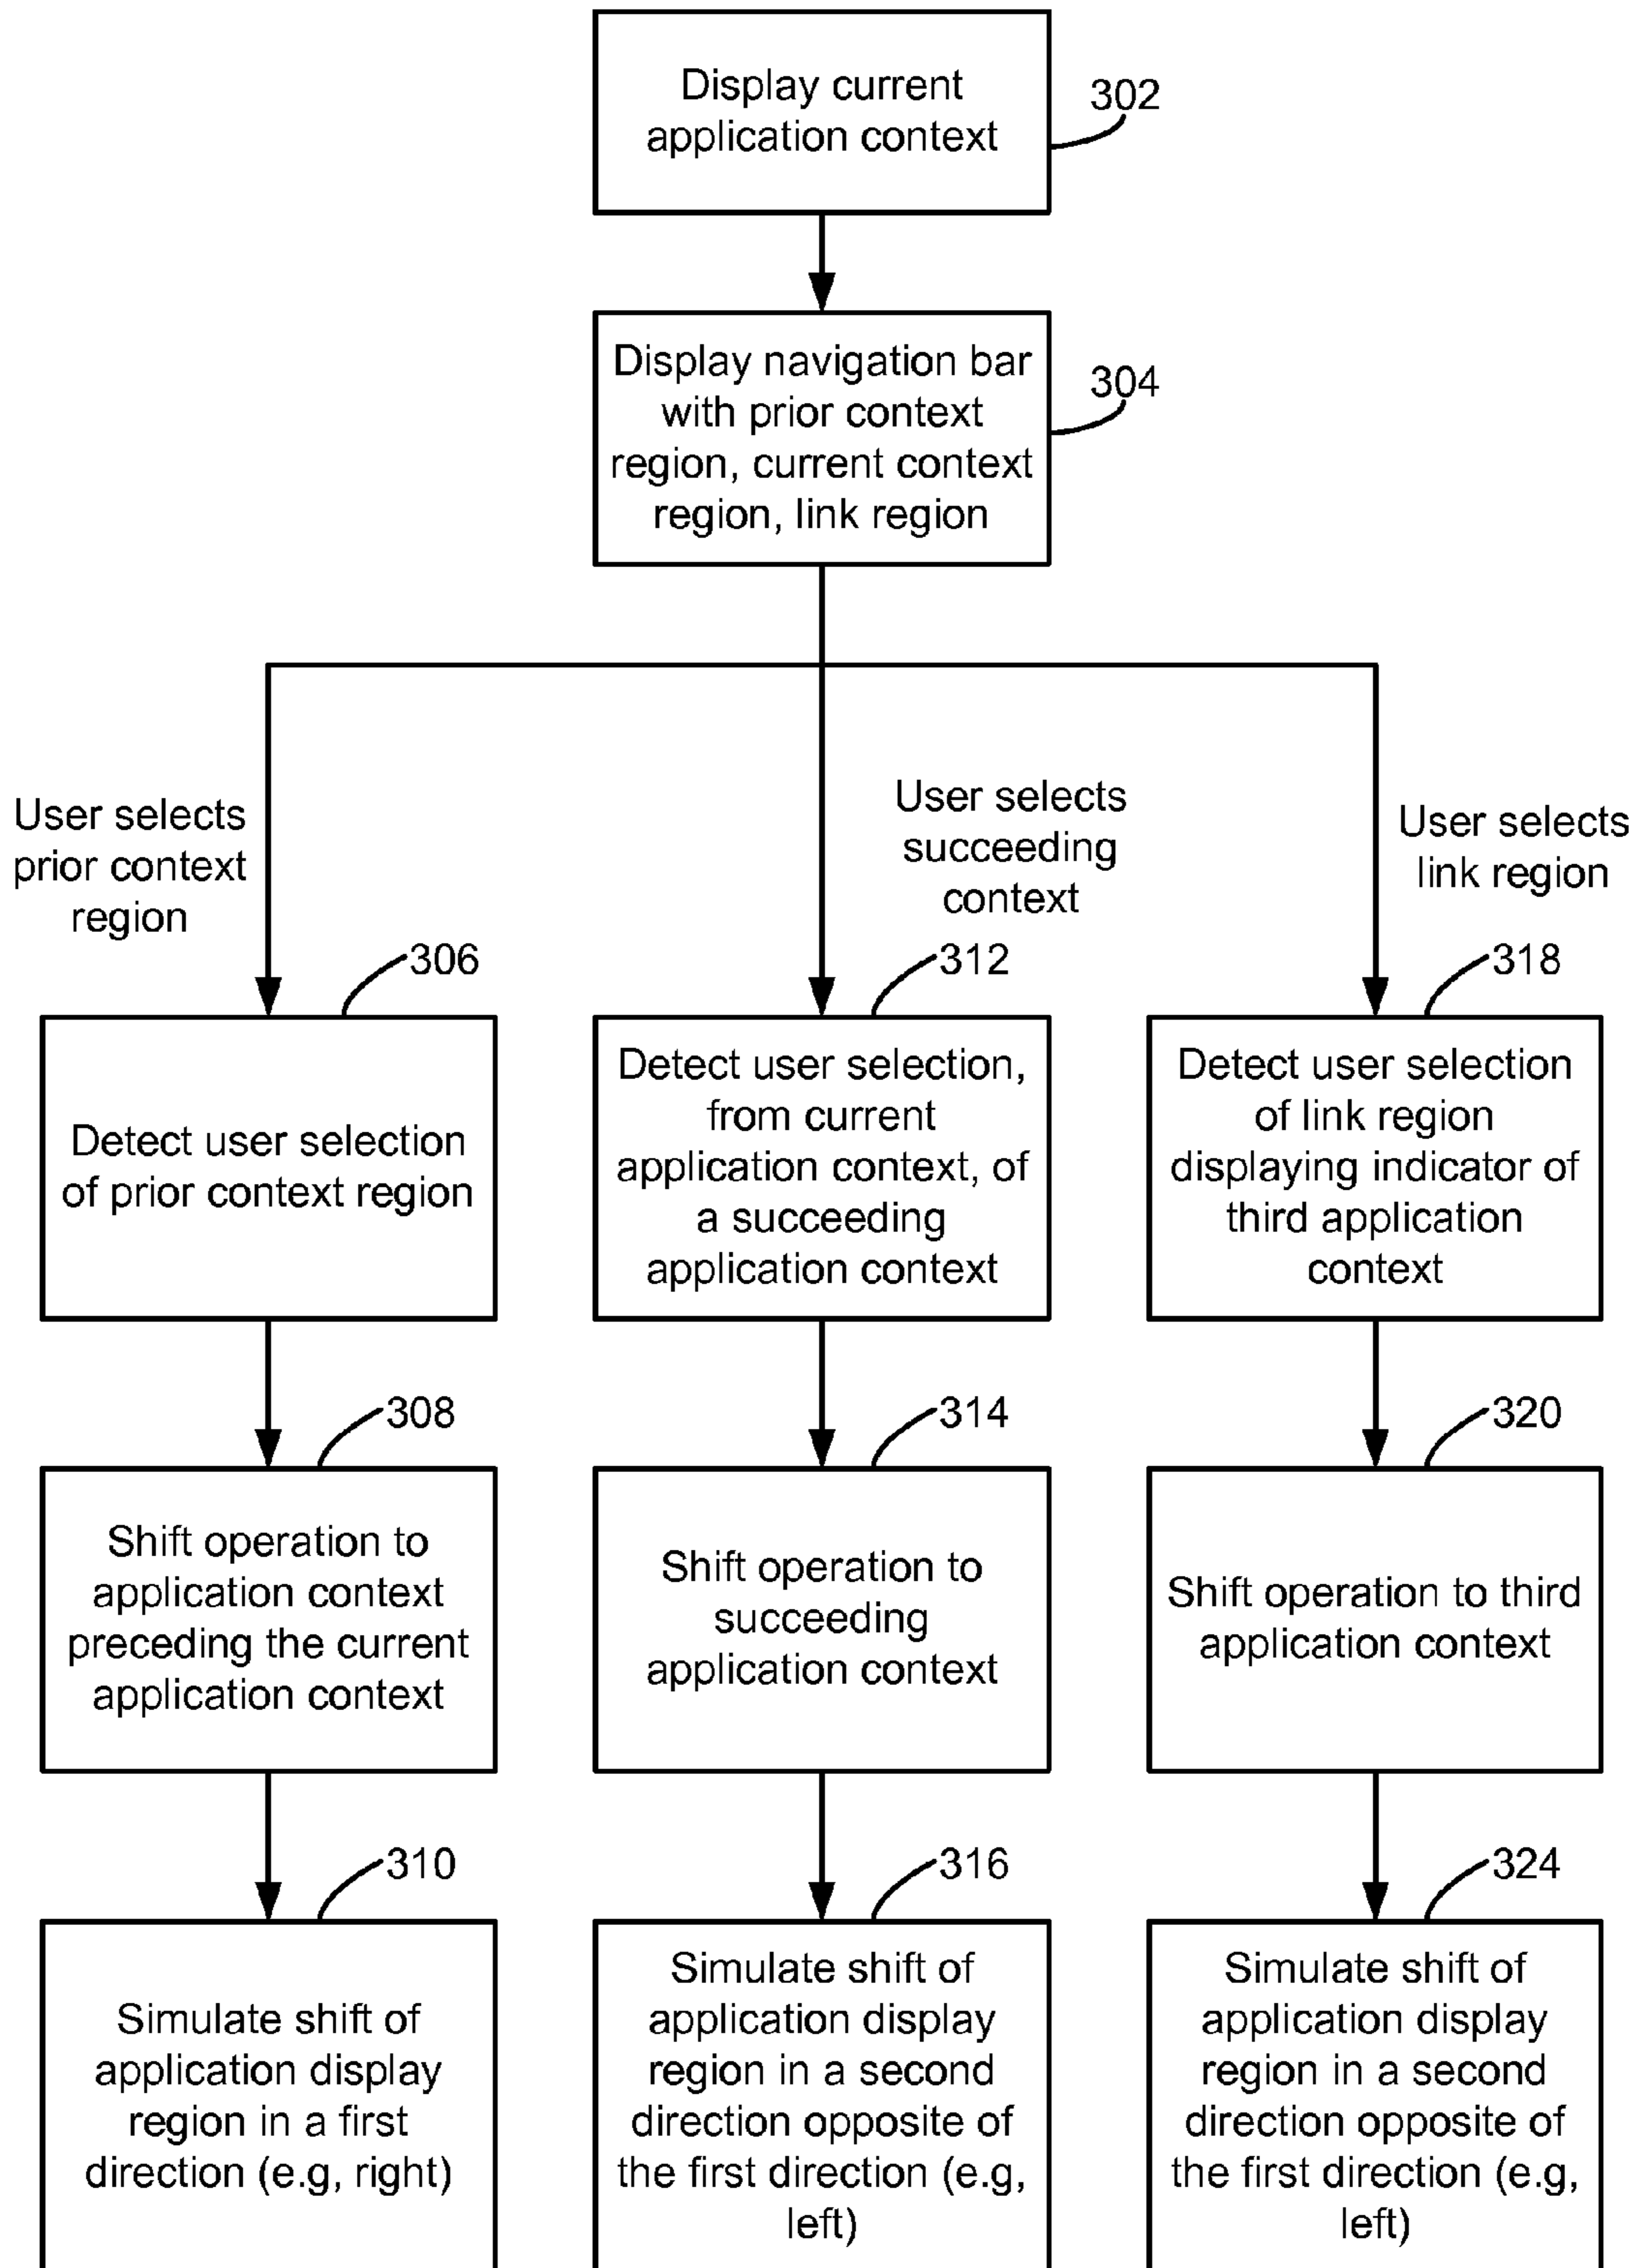 Display current
application context
302
Display navigation bar
with prior context
region, current context
region, link region
304
User selects
prior context
region
User selects
succeeding
context
User selects
link region
306
Detect user selection
of prior context region
312
Detect user selection,
from current
application context, of
a succeeding
application context
318
Detect user selection
of link region
displaying indicator of
third application
context
308
Shift operation to
application context
preceding the current
application context
314
Shift operation to
succeeding
application context
320
Shift operation to third
application context
310
Simulate shift of
application display
region in a first
direction (e.g, right)
316
Simulate shift of
application display
region in a second
direction opposite of
the first direction (e.g,
left)
324
Simulate shift of
application display
region in a second
direction opposite of
the first direction (e.g,
left)